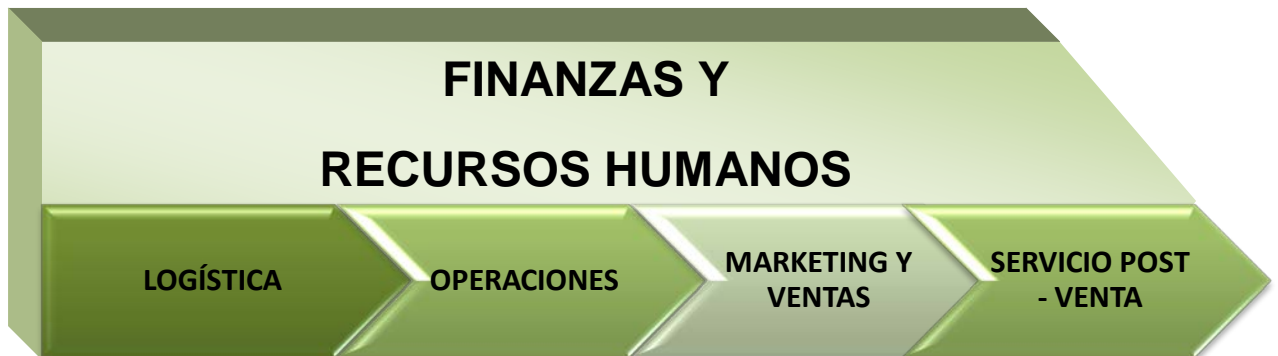 FINANZAS Y
RECURSOS HUMANOS
LOGÍSTICA
OPERACIONES
MARKETING Y
VENTAS
SERVICIO POST
- VENTA